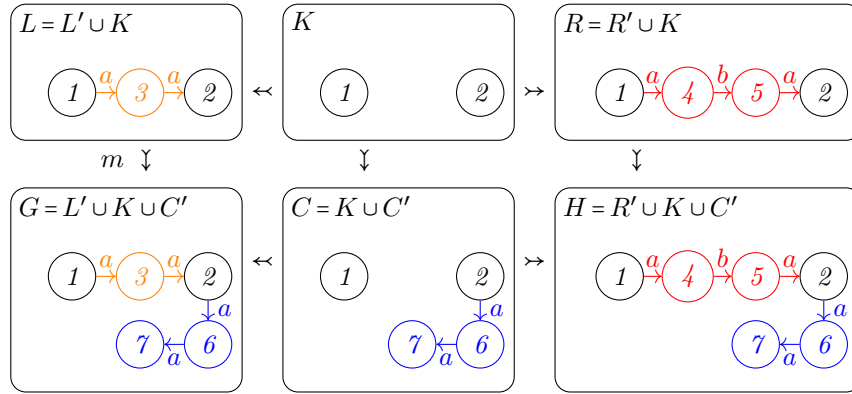 L = L′ ∪ K
1 a 3 a 2
K
1 2
R = R′ ∪ K
1 a 4 b 5 a 2
m
G = L′ ∪ K ∪ C′
1 a 3 a 2
a
7 a 6
C = K ∪ C′
1 2
a
7 a 6
H = R′ ∪ K ∪ C′
1 a 4 b 5 a 2
a
7 a 6